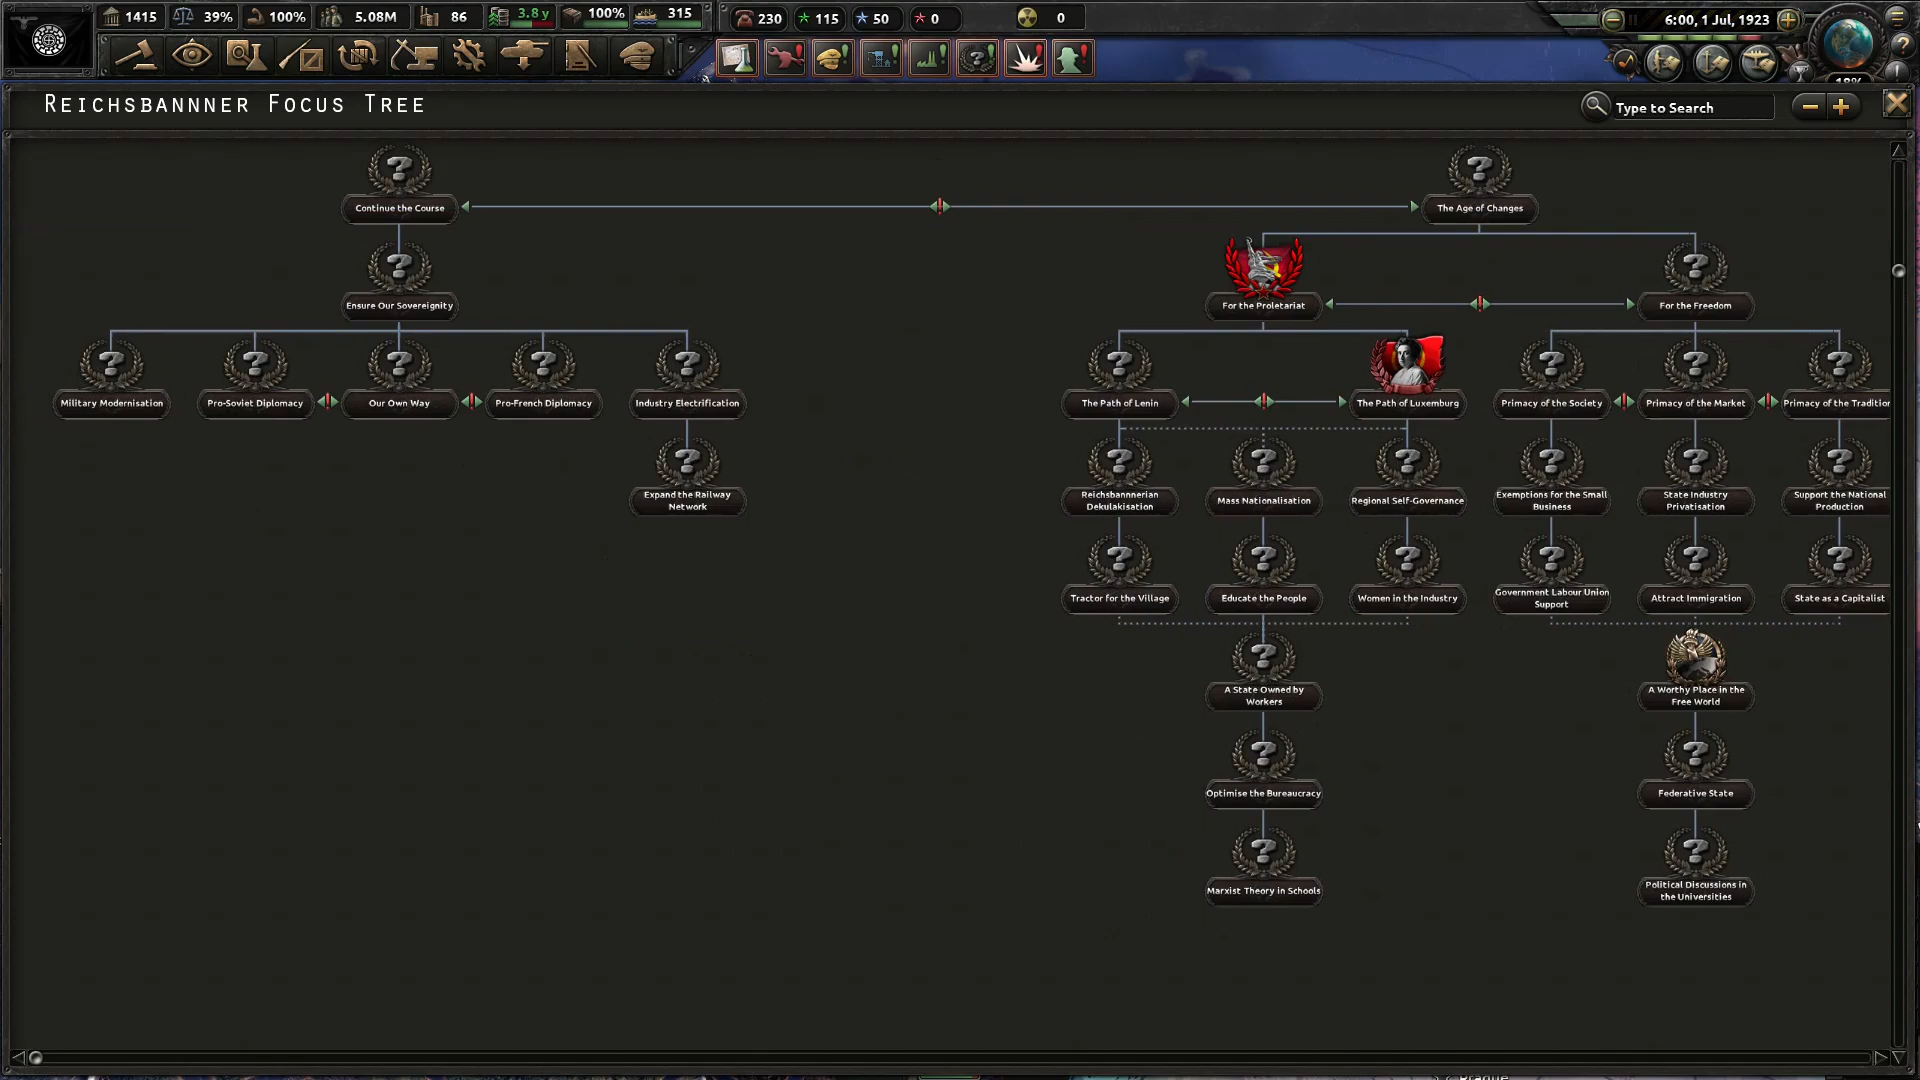 1415
39%
100%
5.08M
86
3.8 y
100%
315
230
115
50
0
0
6:00, 1 Jul, 1923
18%
Reichsbannner Focus Tree
Type to Search
Continue the Course
The Age of Changes
Ensure Our Sovereignity
For the Proletariat
For the Freedom
Military Modernisation
Pro-Soviet Diplomacy
Our Own Way
Pro-French Diplomacy
Industry Electrification
The Path of Lenin
The Path of Luxemburg
Primacy of the Society
Primacy of the Market
Primacy of the Tradition
Expand the Railway
Network
Reichsbannnerian
Dekulakisation
Mass Nationalisation
Regional Self-Governance
Exemptions for the Small
Business
State Industry
Privatisation
Support the National
Production
Tractor for the Village
Educate the People
Women in the Industry
Government Labour Union
Support
Attract Immigration
State as a Capitalist
A State Owned by
Workers
A Worthy Place in the
Free World
Optimise the Bureaucracy
Federative State
Marxist Theory in Schools
Political Discussions in
the Universities
Prague